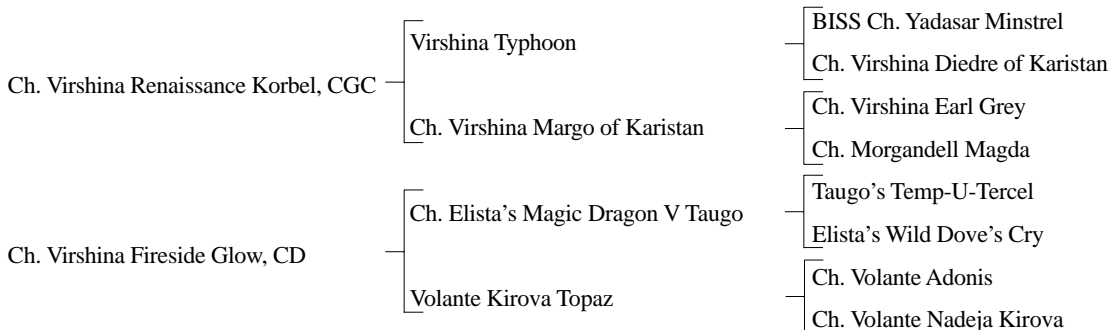 BISS Ch. Yadasar Minstrel
Virshina Typhoon
Ch. Virshina Diedre of Karistan
Ch. Virshina Renaissance Korbel, CGC
Ch. Virshina Earl Grey
Ch. Virshina Margo of Karistan
Ch. Morgandell Magda
Taugo’s Temp-U-Tercel
Ch. Elista’s Magic Dragon V Taugo
Elista’s Wild Dove’s Cry
Ch. Virshina Fireside Glow, CD
Ch. Volante Adonis
Volante Kirova Topaz
Ch. Volante Nadeja Kirova